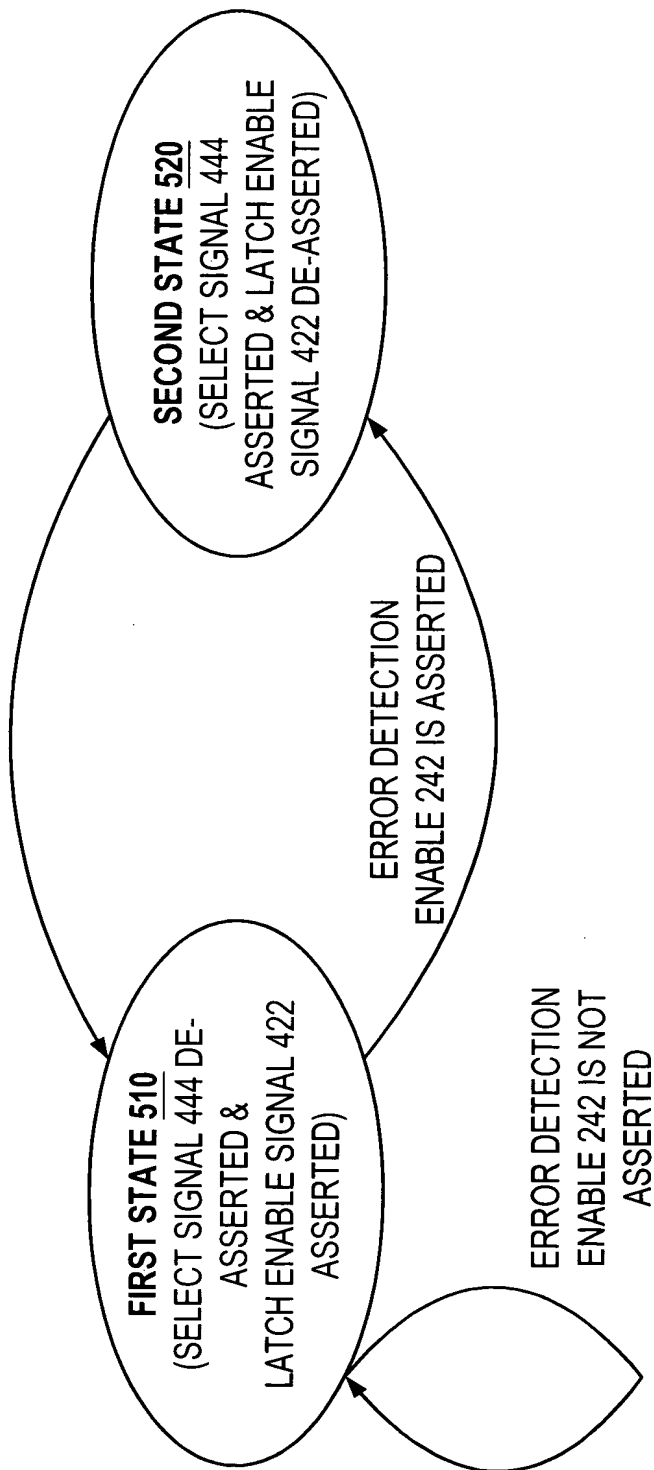 FIRST STATE 510
(SELECT SIGNAL 444 DE-
ASSERTED &
LATCH ENABLE SIGNAL 422
ASSERTED)
SECOND STATE 520
(SELECT SIGNAL 444
ASSERTED & LATCH ENABLE
SIGNAL 422 DE-ASSERTED)
ERROR DETECTION
ENABLE 242 IS ASSERTED
ERROR DETECTION
ENABLE 242 IS NOT
ASSERTED